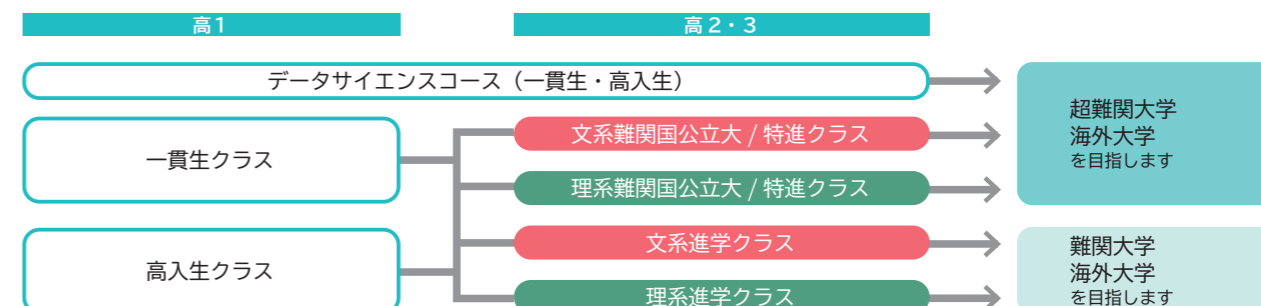 高1
高2・3
データサイエンスコース（一貫生・高入生）
一貫生クラス
高入生クラス
文系難関国公立大 / 特進クラス
理系難関国公立大 / 特進クラス
文系進学クラス
理系進学クラス
超難関大学
海外大学
を目指します
難関大学
海外大学
を目指します